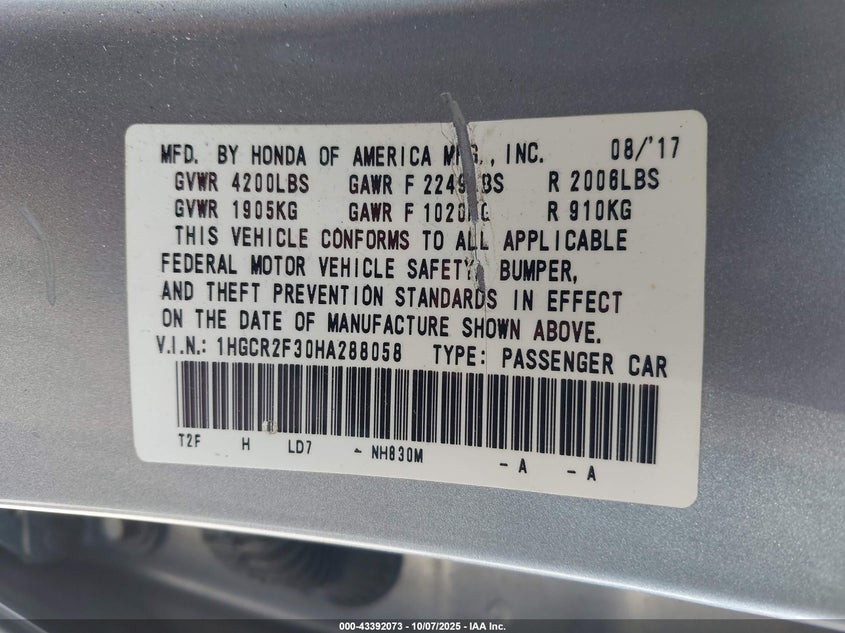 MFD. BY HONDA OF AMERICA MFG., INC. 08/'17
GVWR 4200LBS GAWR F 2249LBS R 2006LBS
GVWR 1905KG GAWR F 1020KG R 910KG
THIS VEHICLE CONFORMS TO ALL APPLICABLE
FEDERAL MOTOR VEHICLE SAFETY, BUMPER,
AND THEFT PREVENTION STANDARDS IN EFFECT
ON THE DATE OF MANUFACTURE SHOWN ABOVE.
V.I.N.: 1HGCR2F30HA288058 TYPE: PASSENGER CAR
T2F H LD7 - NH830M - A - A
000-43392073 - 10/07/2025 - IAA Inc.